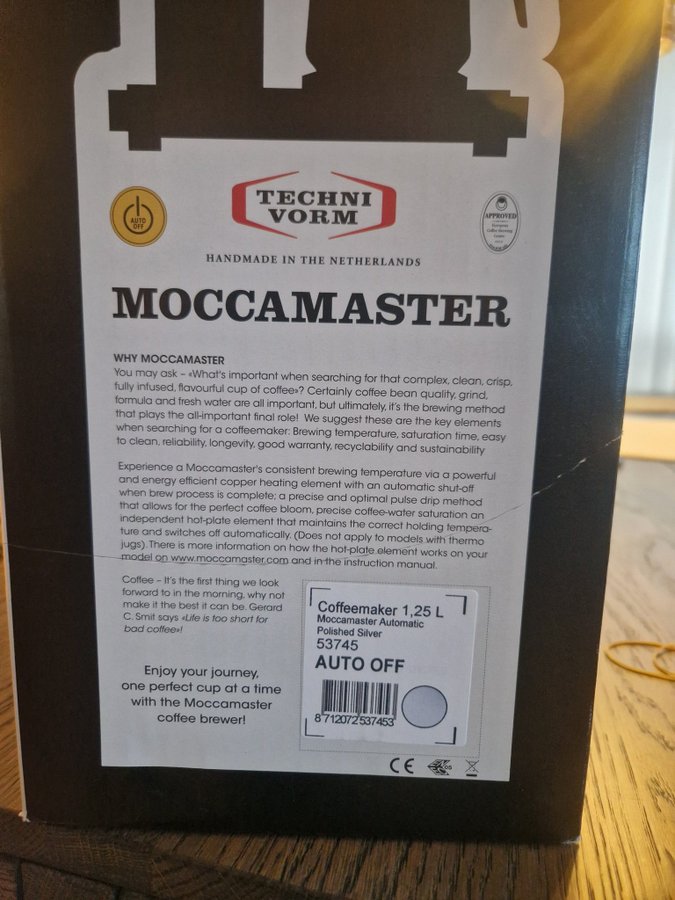 AUTO
OFF
TECHNI
VORM
APPROVED
European
Coffee Brewing
Centre
HANDMADE IN THE NETHERLANDS
MOCCAMASTER
WHY MOCCAMASTER
You may ask – «What's important when searching for that complex, clean, crisp,
fully infused, flavourful cup of coffee»? Certainly coffee bean quality, grind,
formula and fresh water are all important, but ultimately, it's the brewing method
that plays the all-important final role! We suggest these are the key elements
when searching for a coffeemaker: Brewing temperature, saturation time, easy
to clean, reliability, longevity, good warranty, recyclability and sustainability
Experience a Moccamaster's consistent brewing temperature via a powerful
and energy efficient copper heating element with an automatic shut-off
when brew process is complete; a precise and optimal pulse drip method
that allows for the perfect coffee bloom, precise coffee-water saturation an
independent hot-plate element that maintains the correct holding tempera-
ture and switches off automatically. (Does not apply to models with thermo
jugs). There is more information on how the hot-plate element works on your
model on www.moccamaster.com and in the instruction manual.
Coffee – It's the first thing we look
forward to in the morning, why not
make it the best it can be. Gerard
C. Smit says «Life is too short for
bad coffee»!
Enjoy your journey,
one perfect cup at a time
with the Moccamaster
coffee brewer!
Coffeemaker 1,25 L
Moccamaster Automatic
Polished Silver
53745
AUTO OFF
8 712072 537453
CE